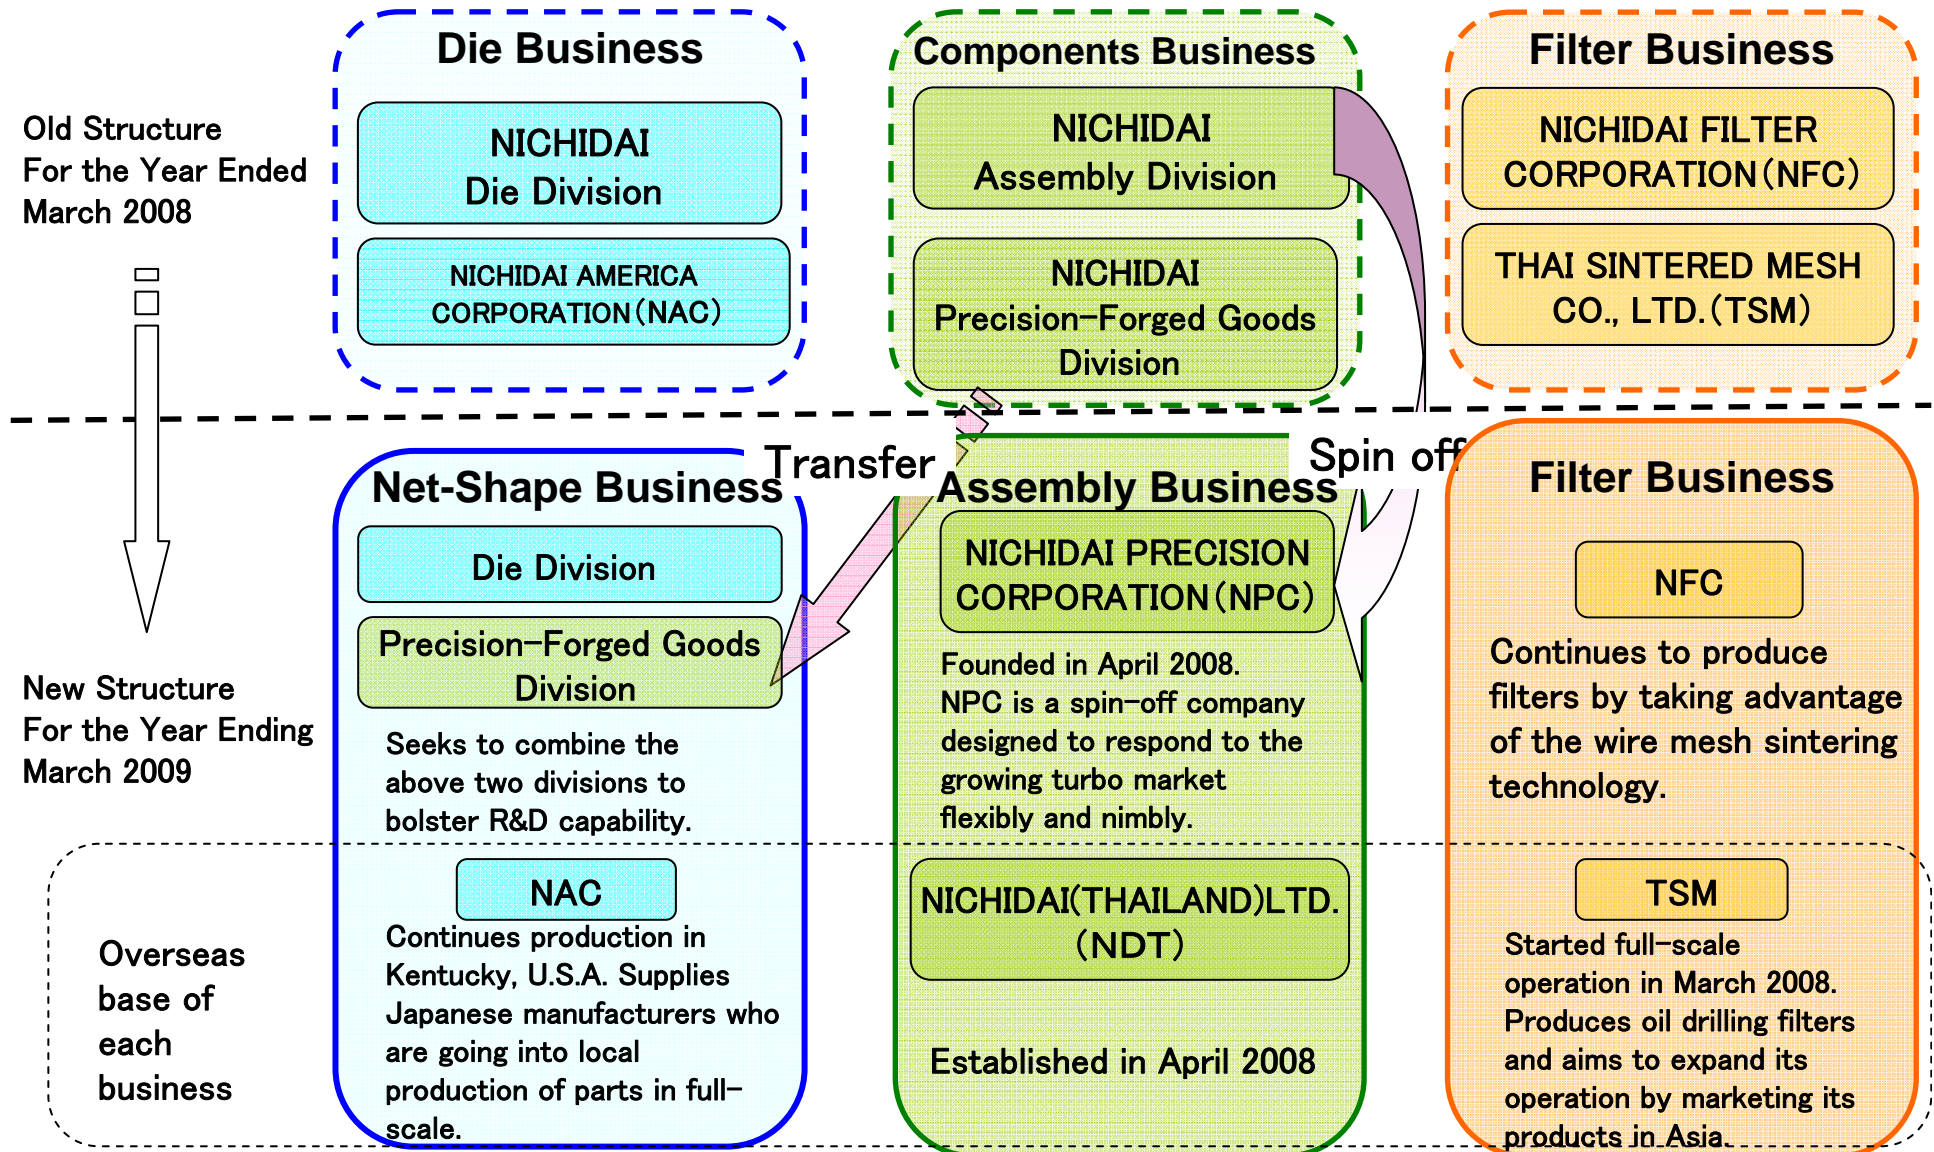 Die Business
Components Business
Filter Business
Old Structure
For the Year Ended
March 2008
NICHIDAI
Die Division
NICHIDAI AMERICA
CORPORATION(NAC)
NICHIDAI
Assembly Division
NICHIDAI
Precision-Forged Goods
Division
NICHIDAI FILTER
CORPORATION(NFC)
THAI SINTERED MESH
CO., LTD.(TSM)
Transfer
Spin off
New Structure
For the Year Ending
March 2009
Net-Shape Business
Die Division
Precision-Forged Goods
Division
Seeks to combine the
above two divisions to
bolster R&D capability.
Assembly Business
NICHIDAI PRECISION
CORPORATION(NPC)
Founded in April 2008.
NPC is a spin-off company
designed to respond to the
growing turbo market
flexibly and nimbly.
Filter Business
NFC
Continues to produce
filters by taking advantage
of the wire mesh sintering
technology.
Overseas
base of
each
business
NAC
Continues production in
Kentucky, U.S.A. Supplies
Japanese manufacturers who
are going into local
production of parts in full-
scale.
NICHIDAI(THAILAND)LTD.
(NDT)
Established in April 2008
TSM
Started full-scale
operation in March 2008.
Produces oil drilling filters
and aims to expand its
operation by marketing its
products in Asia.